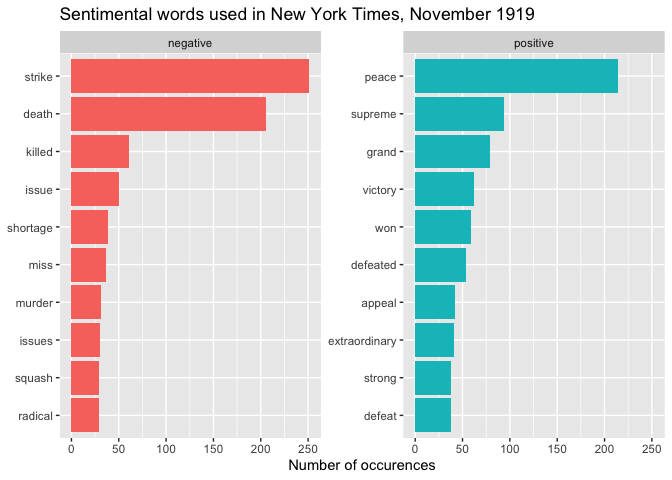 Sentimental words used in New York Times, November 1919
negative
strike
death
killed
issue
shortage
miss
murder
issues
squash
radical
0 50 100 150 200 250
positive
peace
supreme
grand
victory
won
defeated
appeal
extraordinary
strong
defeat
0 50 100 150 200 250
Number of occurences